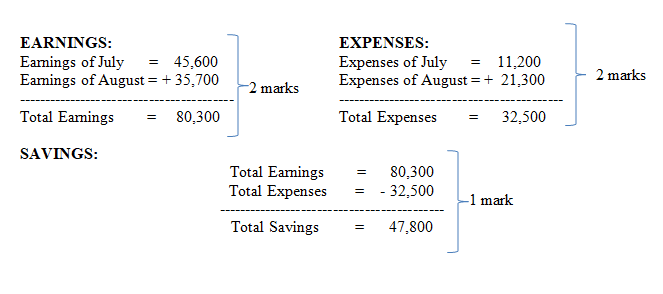 EARNINGS:
Earnings of July = 45,600
Earnings of August = + 35,700
2 marks
-----------------------------------------
Total Earnings = 80,300
EXPENSES:
Expenses of July = 11,200
Expenses of August = + 21,300
2 marks
-------------------------------------------
Total Expenses = 32,500
SAVINGS:
Total Earnings = 80,300
Total Expenses = - 32,500
1 mark
-------------------------------------------
Total Savings = 47,800